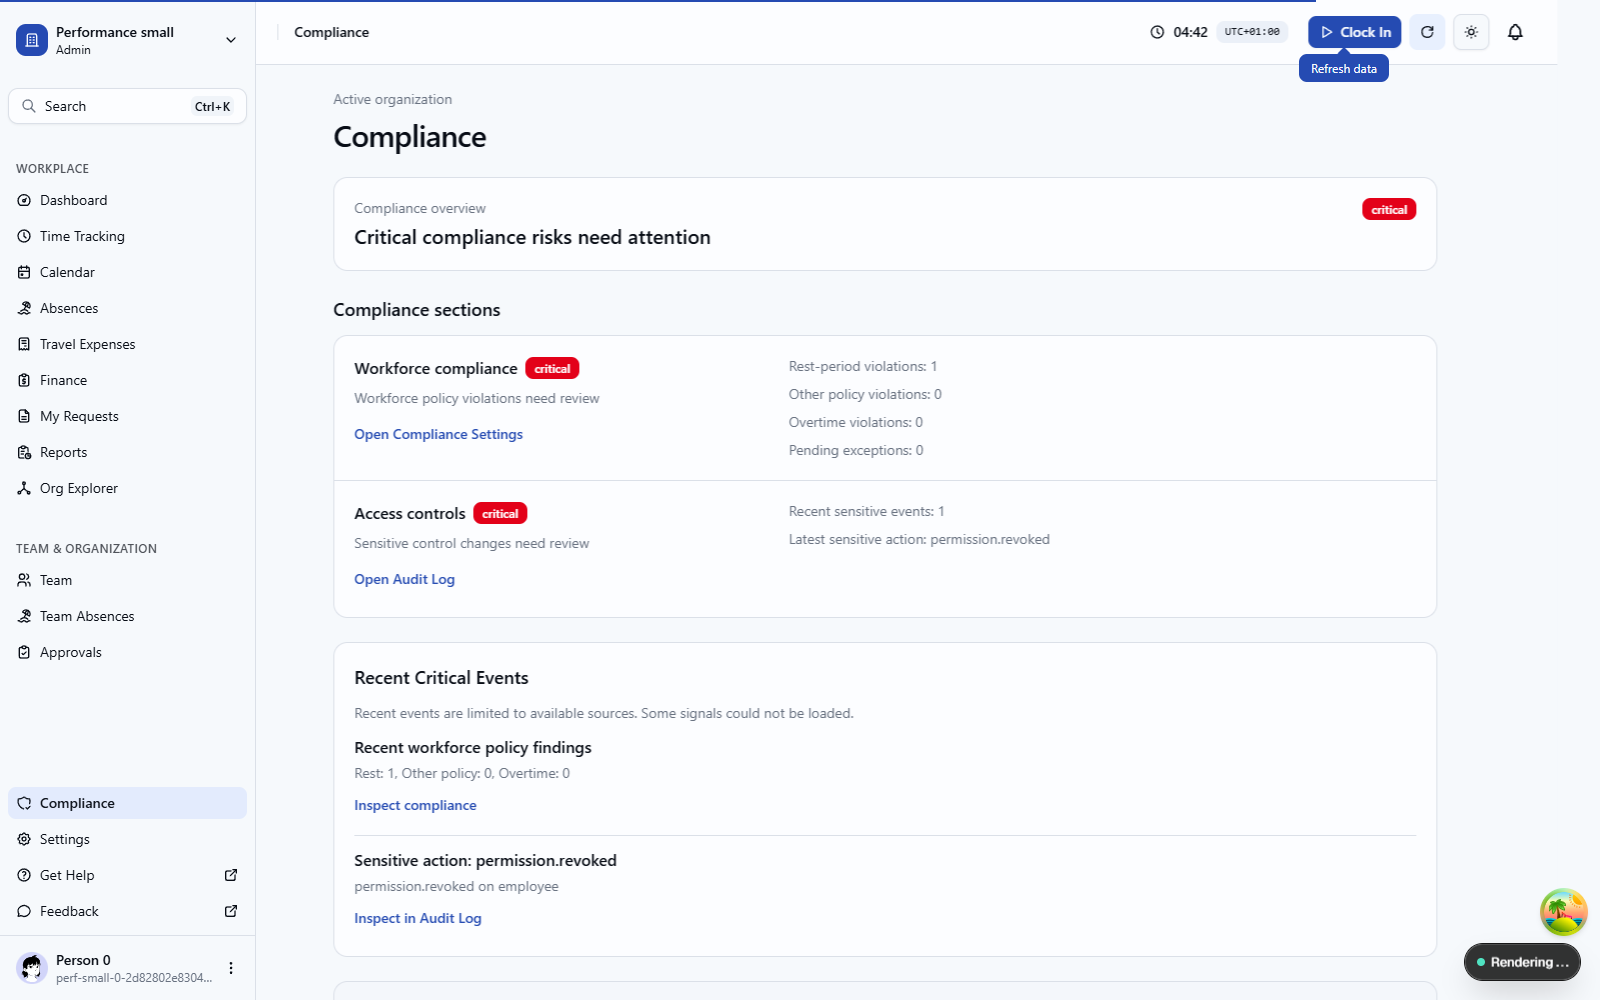 Performance small
Admin
Search
Ctrl+K
WORKPLACE
Dashboard
Time Tracking
Calendar
Absences
Travel Expenses
Finance
My Requests
Reports
Org Explorer
TEAM & ORGANIZATION
Team
Team Absences
Approvals
Compliance
Settings
Get Help
Feedback
Person 0
perf-small-0-2d82802e8304...
Compliance
04:42
UTC+01:00
Clock In
Refresh data
Active organization
Compliance
Compliance overview
critical
Critical compliance risks need attention
Compliance sections
Workforce compliance
critical
Workforce policy violations need review
Open Compliance Settings
Rest-period violations: 1
Other policy violations: 0
Overtime violations: 0
Pending exceptions: 0
Access controls
critical
Sensitive control changes need review
Open Audit Log
Recent sensitive events: 1
Latest sensitive action: permission.revoked
Recent Critical Events
Recent events are limited to available sources. Some signals could not be loaded.
Recent workforce policy findings
Rest: 1, Other policy: 0, Overtime: 0
Inspect compliance
Sensitive action: permission.revoked
permission.revoked on employee
Inspect in Audit Log
Rendering ...